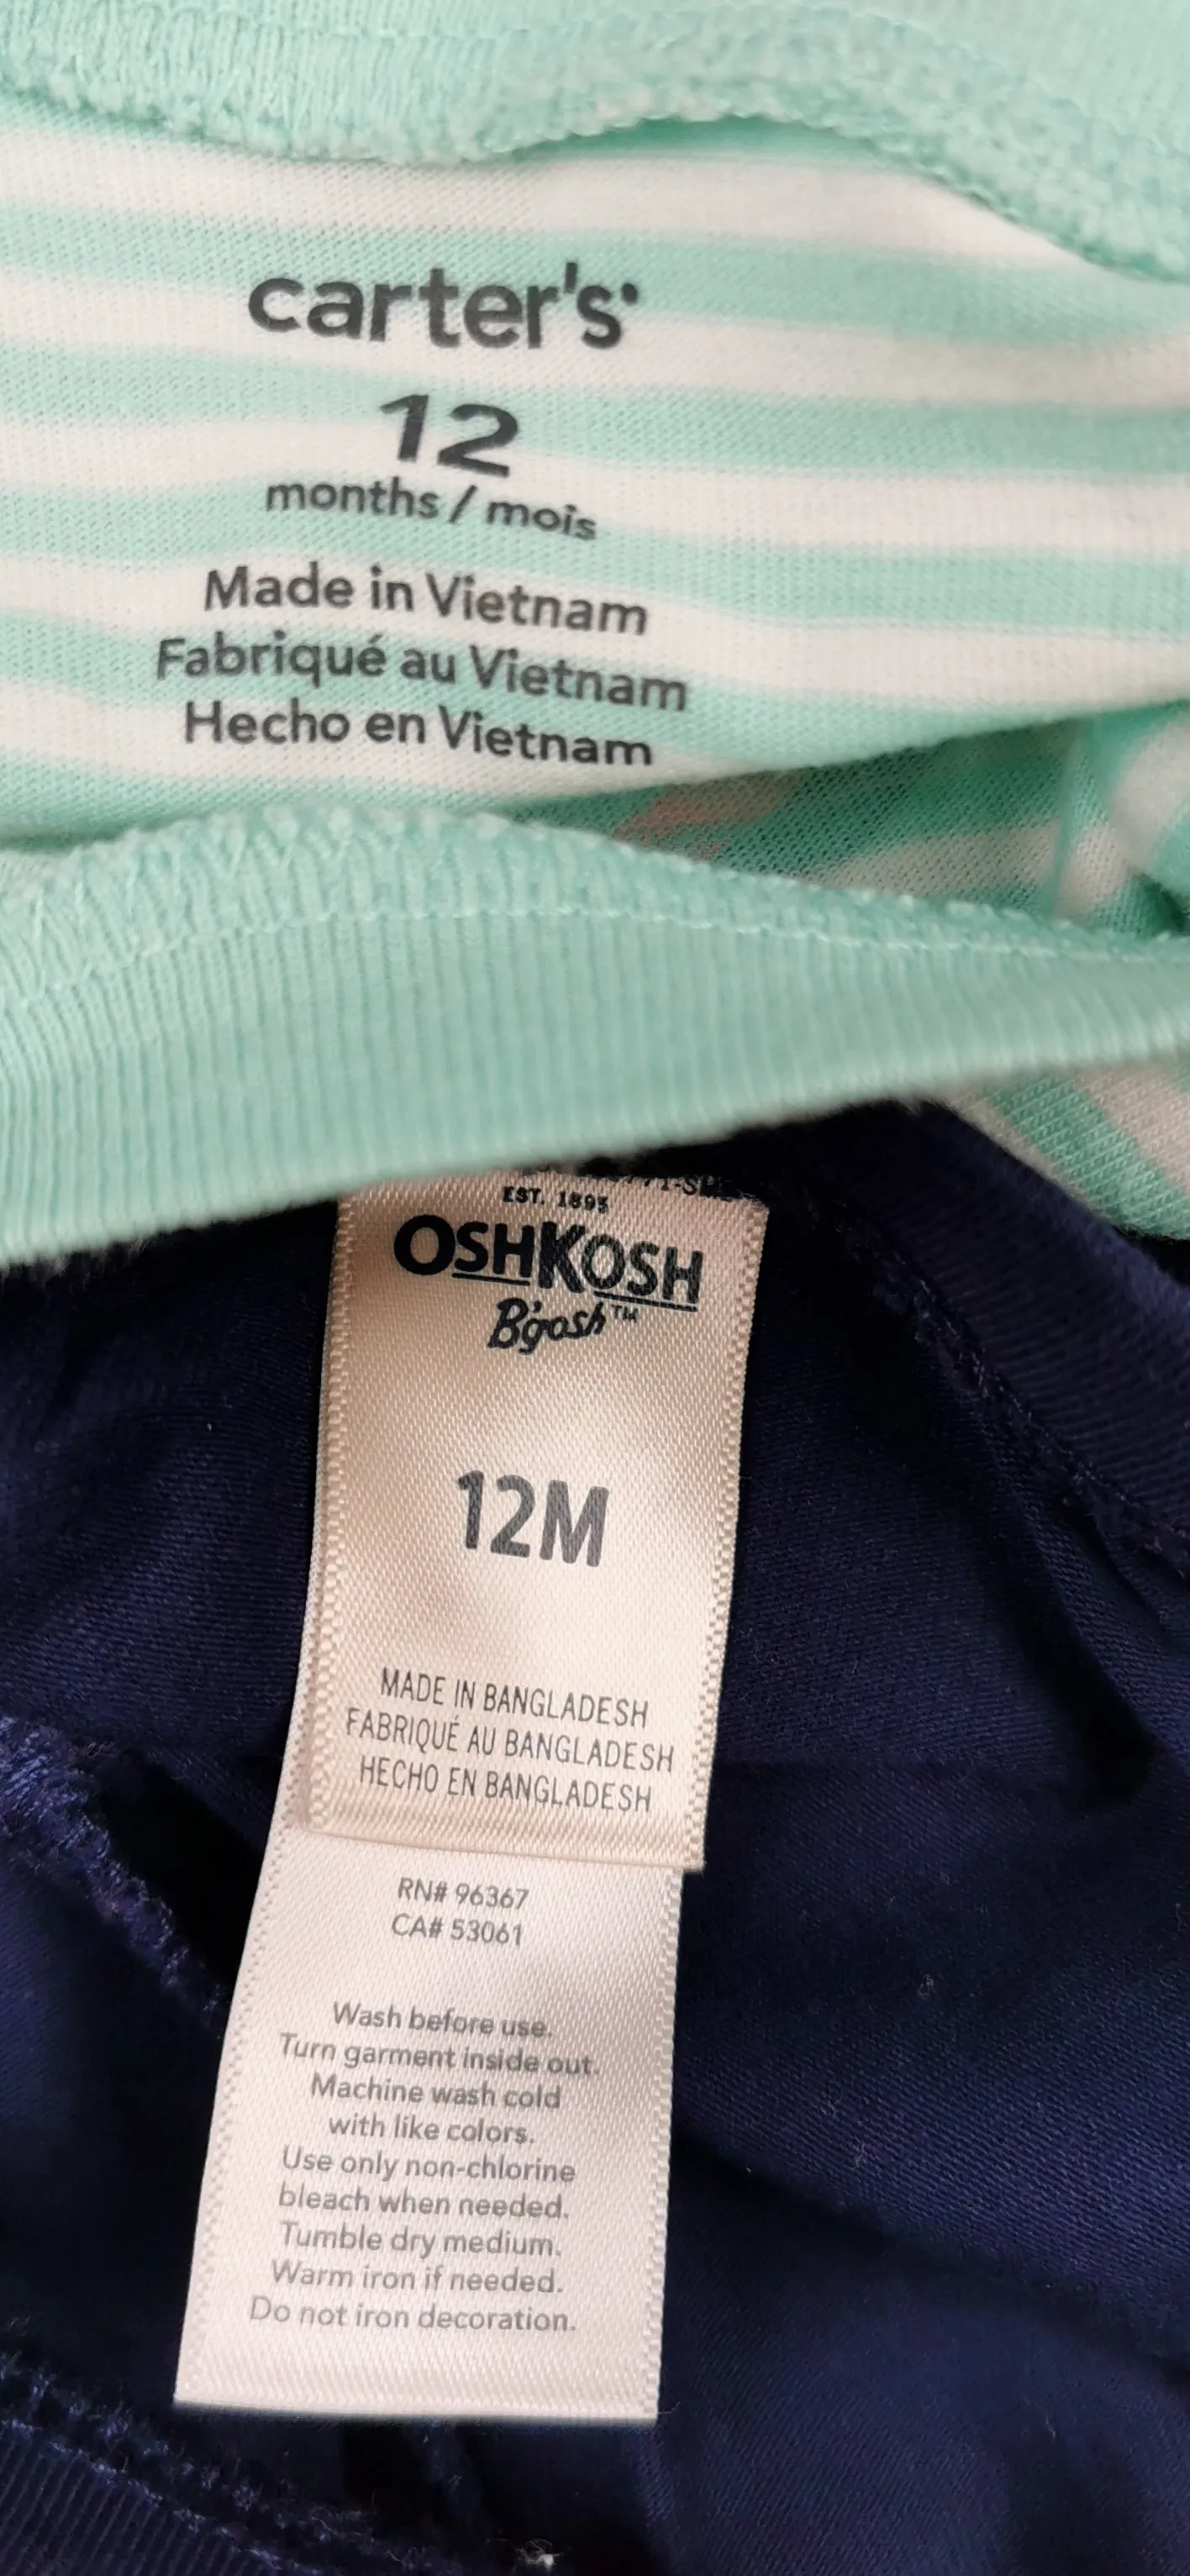 carter's
12
months / mois
Made in Vietnam
Fabriqué au Vietnam
Hecho en Vietnam
EST. 1895
OSHKOSH
B'gosh™
12M
MADE IN BANGLADESH
FABRIQUÉ AU BANGLADESH
HECHO EN BANGLADESH
RN# 96367
CA# 53061
Wash before use.
Turn garment inside out.
Machine wash cold
with like colors.
Use only non-chlorine
bleach when needed.
Tumble dry medium.
Warm iron if needed.
Do not iron decoration.